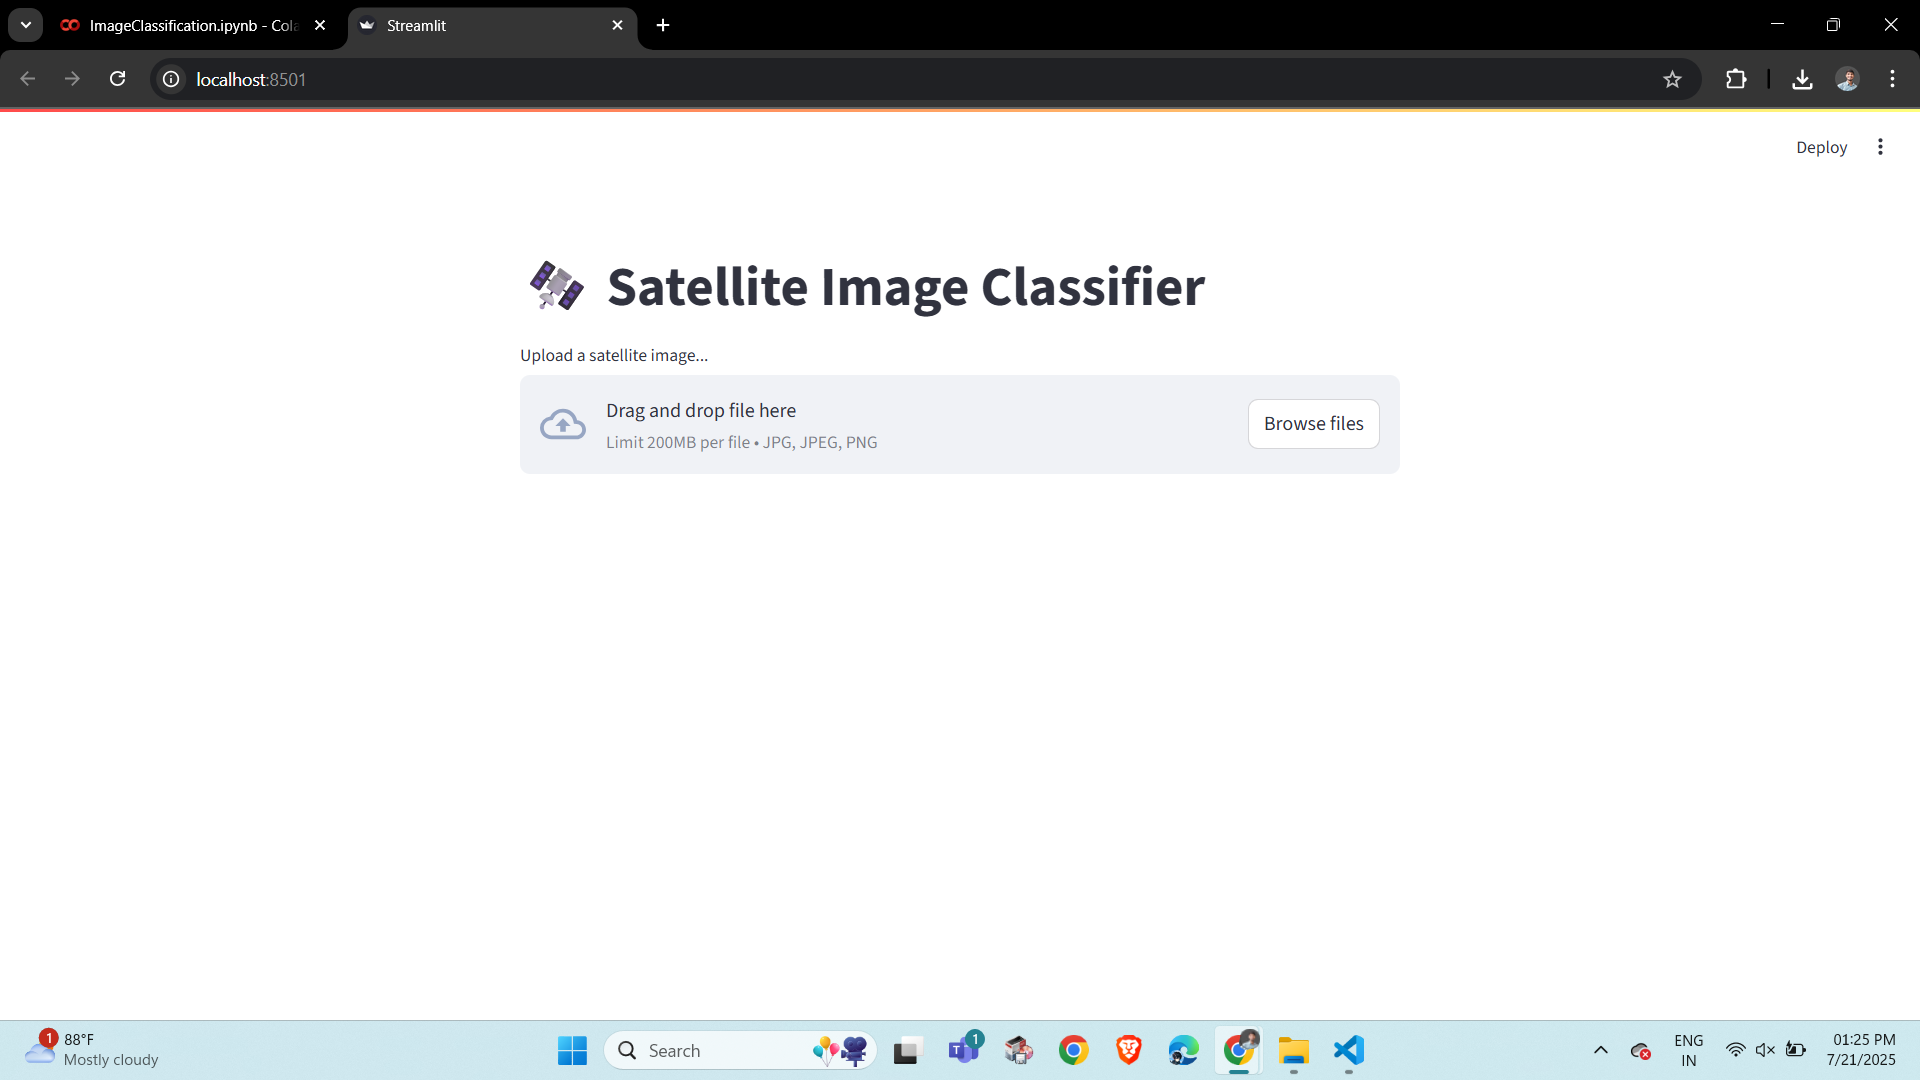 ImageClassification.ipynb - Cola
Streamlit
localhost:8501
Deploy
Satellite Image Classifier
Upload a satellite image...
Drag and drop file here
Limit 200MB per file • JPG, JPEG, PNG
Browse files
1
88°F
Mostly cloudy
Search
T
1
ENG
IN
01:25 PM
7/21/2025